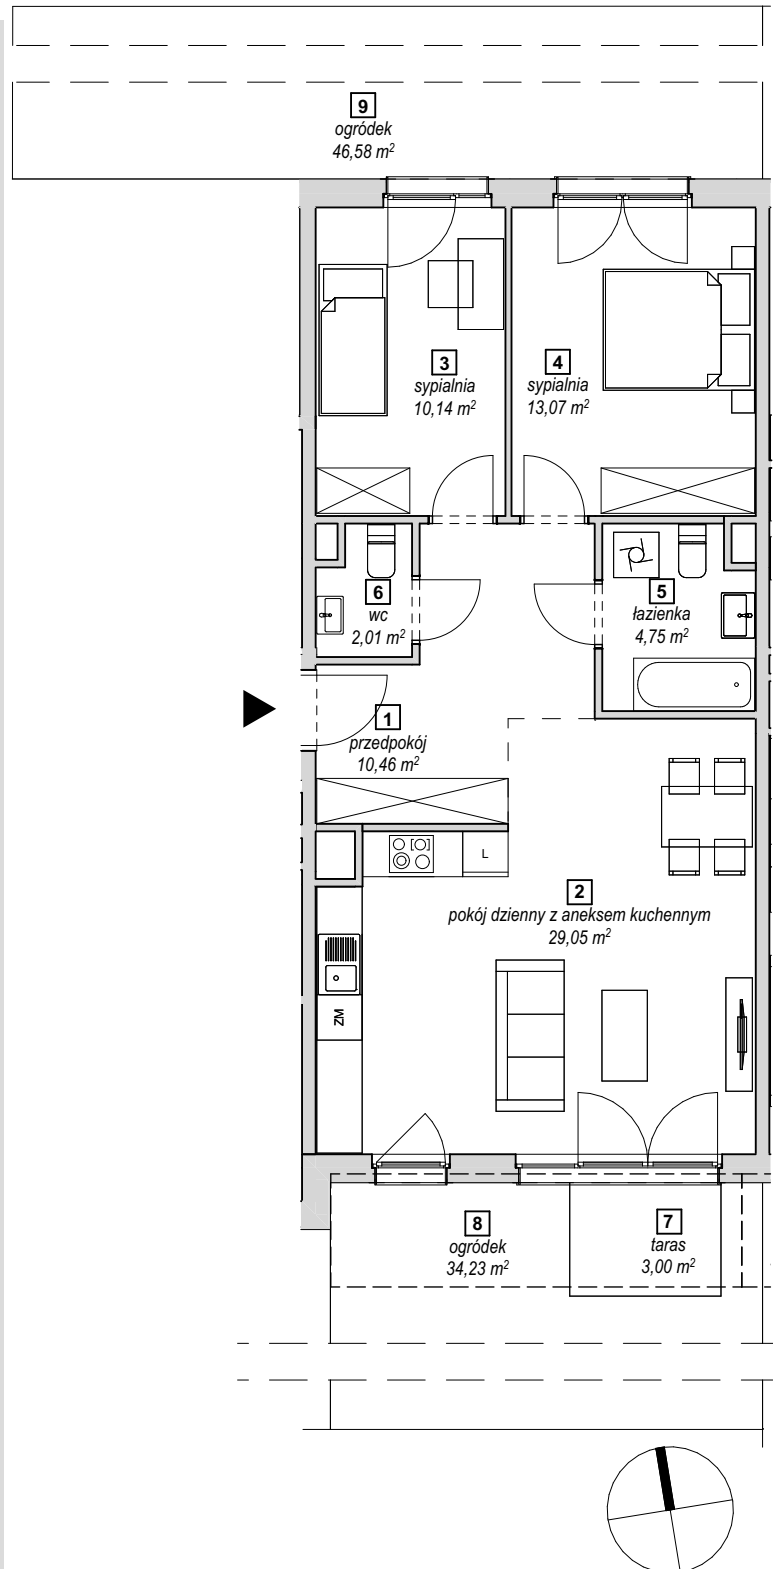 9
ogródek
46,58 m²
3
sypialnia
10,14 m²
4
sypialnia
13,07 m²
6
wc
2,01 m²
5
łazienka
4,75 m²
1
przedpokój
10,46 m²
L
2
pokój dzienny z aneksem kuchennym
29,05 m²
ZM
8
ogródek
34,23 m²
7
taras
3,00 m²